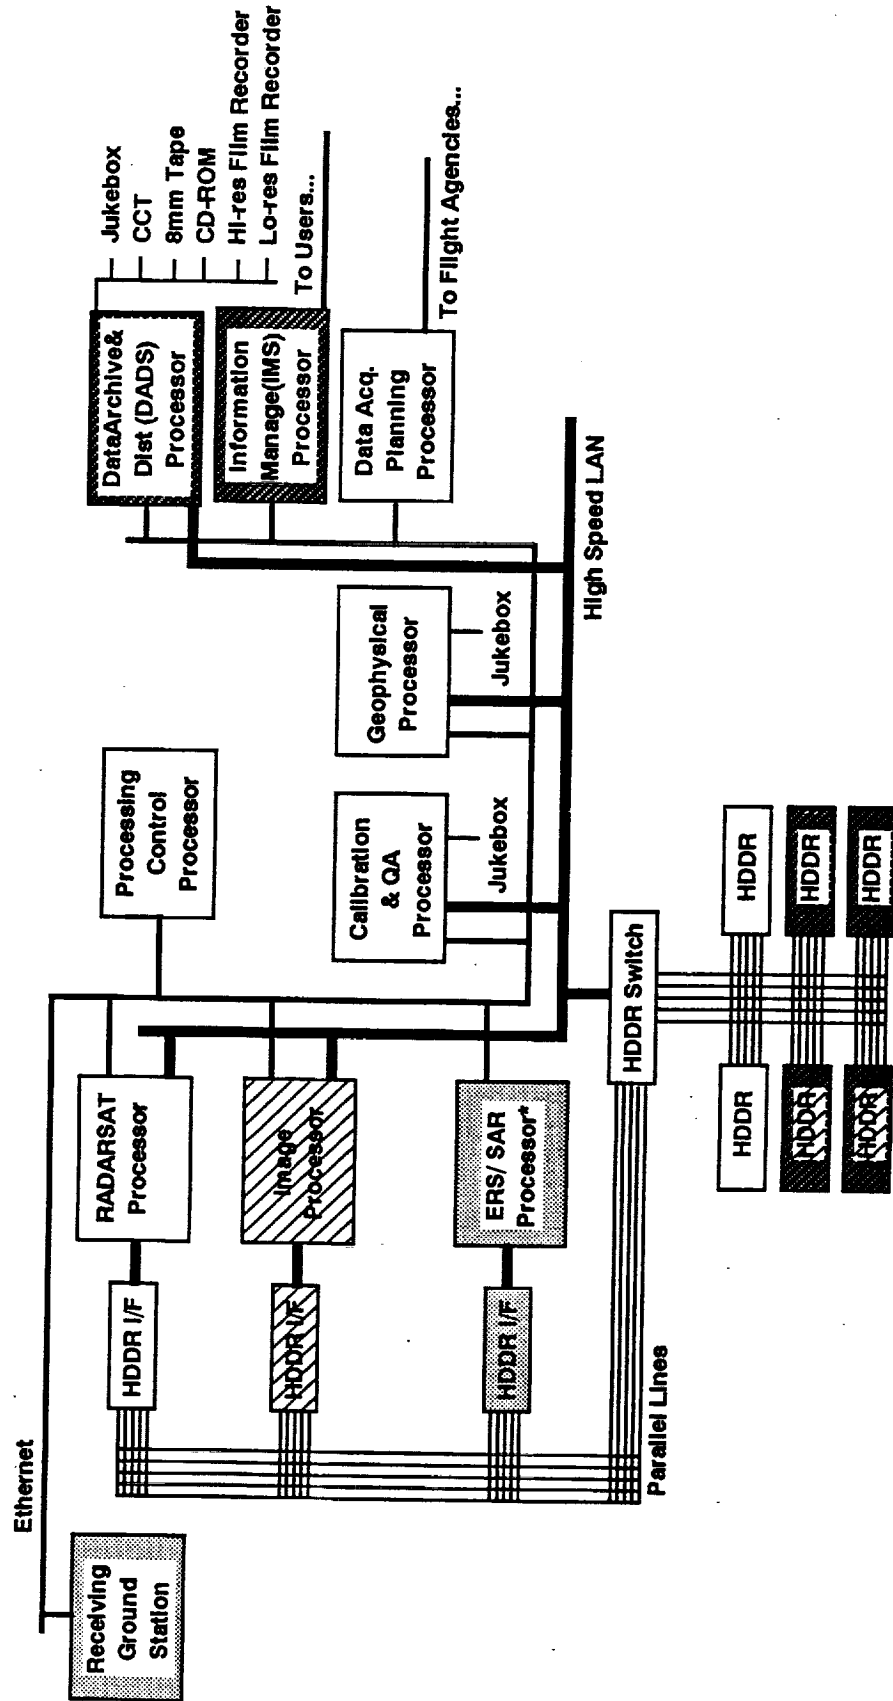 Ethernet
Receiving
Ground
Station
HDDR I/F
RADARSAT
Processor
Processing
Control
Processor
DataArchive&
Dist (DADS)
Processor
Jukebox
CCT
8mm Tape
CD-ROM
Hi-res Film Recorder
Lo-res Film Recorder
HDDR I/F
Image
Processor
Information
Manage(IMS)
Processor
To Users...
HDDR I/F
ERS/ SAR
Processor*
Calibration
& QA
Processor
Jukebox
Geophysical
Processor
Jukebox
Data Acq.
Planning
Processor
To Flight Agencies...
High Speed LAN
Parallel Lines
HDDR Switch
HDDR
HDDR
HDDR
HDDR
HDDR
HDDR